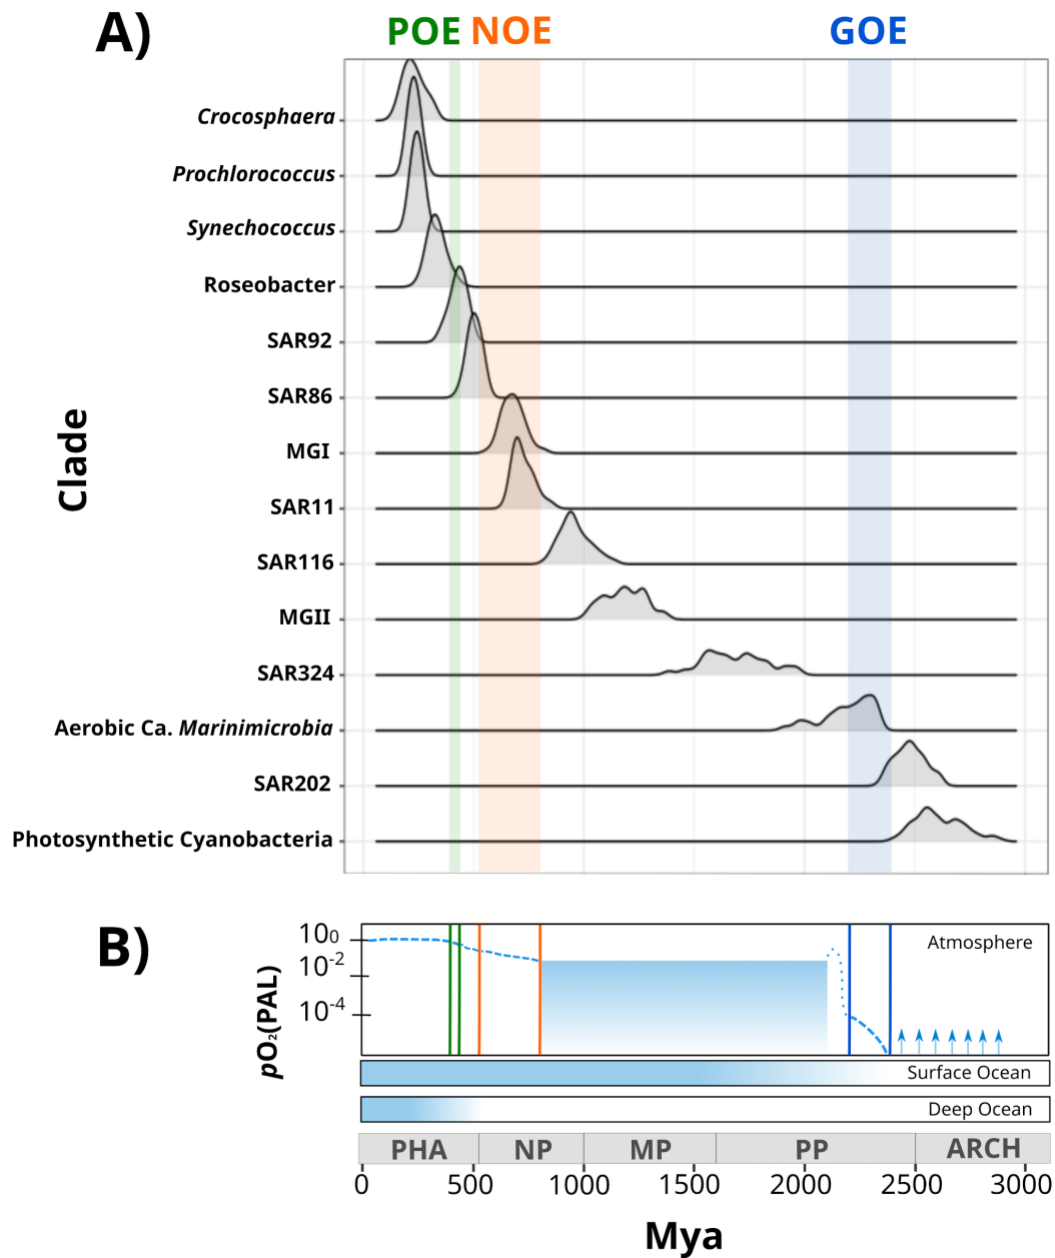 A)
POE NOE GOE
Crocosphaera
Prochlorococcus
Synechococcus
Roseobacter
SAR92
SAR86
MGI
SAR11
SAR116
MGII
SAR324
Aerobic Ca. Marinimicrobia
SAR202
Photosynthetic Cyanobacteria
Clade
B)
10⁰
10⁻²
10⁻⁴
pO₂(PAL)
Atmosphere
Surface Ocean
Deep Ocean
PHA NP MP PP ARCH
0 500 1000 1500 2000 2500 3000
Mya